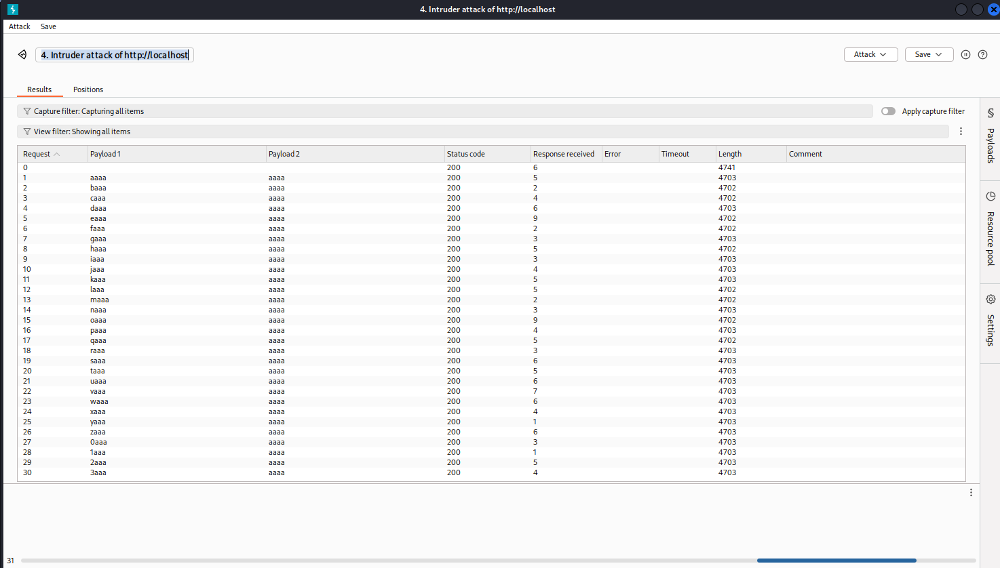 4. Intruder attack of http://localhost
Attack Save
4. Intruder attack of http://localhost
Attack Save
Results Positions
Capture filter: Capturing all items Apply capture filter
View filter: Showing all items
Request Payload 1 Payload 2 Status code Response received Error Timeout Length Comment
0 200 6 4741
1 aaaa aaaa 200 5 4703
2 baaa aaaa 200 2 4702
3 caaa aaaa 200 4 4702
4 daaa aaaa 200 6 4703
5 eaaa aaaa 200 9 4702
6 faaa aaaa 200 2 4702
7 gaaa aaaa 200 3 4703
8 haaa aaaa 200 5 4702
9 iaaa aaaa 200 3 4703
10 jaaa aaaa 200 4 4703
11 kaaa aaaa 200 5 4703
12 laaa aaaa 200 5 4702
13 maaa aaaa 200 2 4702
14 naaa aaaa 200 3 4703
15 oaaa aaaa 200 9 4702
16 paaa aaaa 200 4 4703
17 qaaa aaaa 200 5 4702
18 raaa aaaa 200 3 4703
19 saaa aaaa 200 6 4703
20 taaa aaaa 200 5 4703
21 uaaa aaaa 200 6 4703
22 vaaa aaaa 200 7 4703
23 waaa aaaa 200 6 4703
24 xaaa aaaa 200 4 4703
25 yaaa aaaa 200 1 4703
26 zaaa aaaa 200 6 4703
27 0aaa aaaa 200 3 4703
28 1aaa aaaa 200 1 4703
29 2aaa aaaa 200 5 4703
30 3aaa aaaa 200 4 4703
31
Payloads
Resource pool
Settings